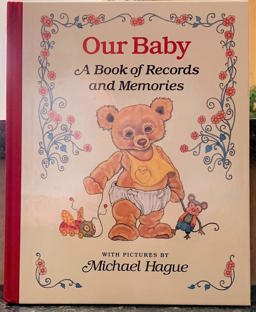 Our Baby
A Book of Records
and Memories
WITH PICTURES BY
Michael Hague